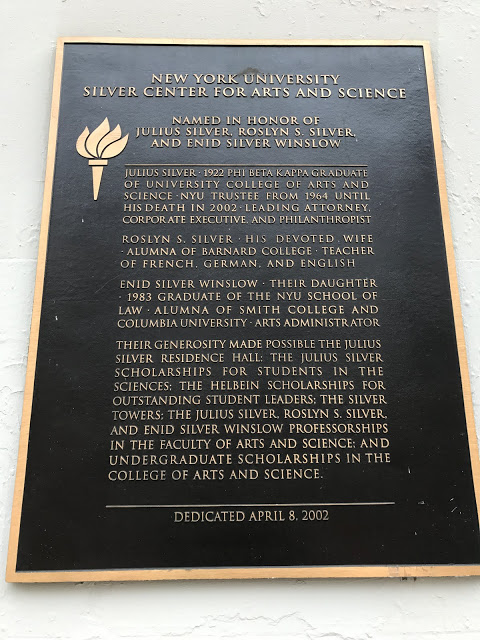 NEW YORK UNIVERSITY
SILVER CENTER FOR ARTS AND SCIENCE
NAMED IN HONOR OF
JULIUS SILVER, ROSLYN S. SILVER,
AND ENID SILVER WINSLOW
JULIUS SILVER · 1922 PHI BETA KAPPA GRADUATE
OF UNIVERSITY COLLEGE OF ARTS AND
SCIENCE · NYU TRUSTEE FROM 1964 UNTIL
HIS DEATH IN 2002 · LEADING ATTORNEY,
CORPORATE EXECUTIVE, AND PHILANTHROPIST
ROSLYN S. SILVER · HIS DEVOTED WIFE
· ALUMNA OF BARNARD COLLEGE · TEACHER
OF FRENCH, GERMAN, AND ENGLISH
ENID SILVER WINSLOW · THEIR DAUGHTER
· 1983 GRADUATE OF THE NYU SCHOOL OF
LAW · ALUMNA OF SMITH COLLEGE AND
COLUMBIA UNIVERSITY · ARTS ADMINISTRATOR
THEIR GENEROSITY MADE POSSIBLE THE JULIUS
SILVER RESIDENCE HALL; THE JULIUS SILVER
SCHOLARSHIPS FOR STUDENTS IN THE
SCIENCES; THE HELBEIN SCHOLARSHIPS FOR
OUTSTANDING STUDENT LEADERS; THE SILVER
TOWERS; THE JULIUS SILVER, ROSLYN S. SILVER,
AND ENID SILVER WINSLOW PROFESSORSHIPS
IN THE FACULTY OF ARTS AND SCIENCE; AND
UNDERGRADUATE SCHOLARSHIPS IN THE
COLLEGE OF ARTS AND SCIENCE.
DEDICATED APRIL 8, 2002